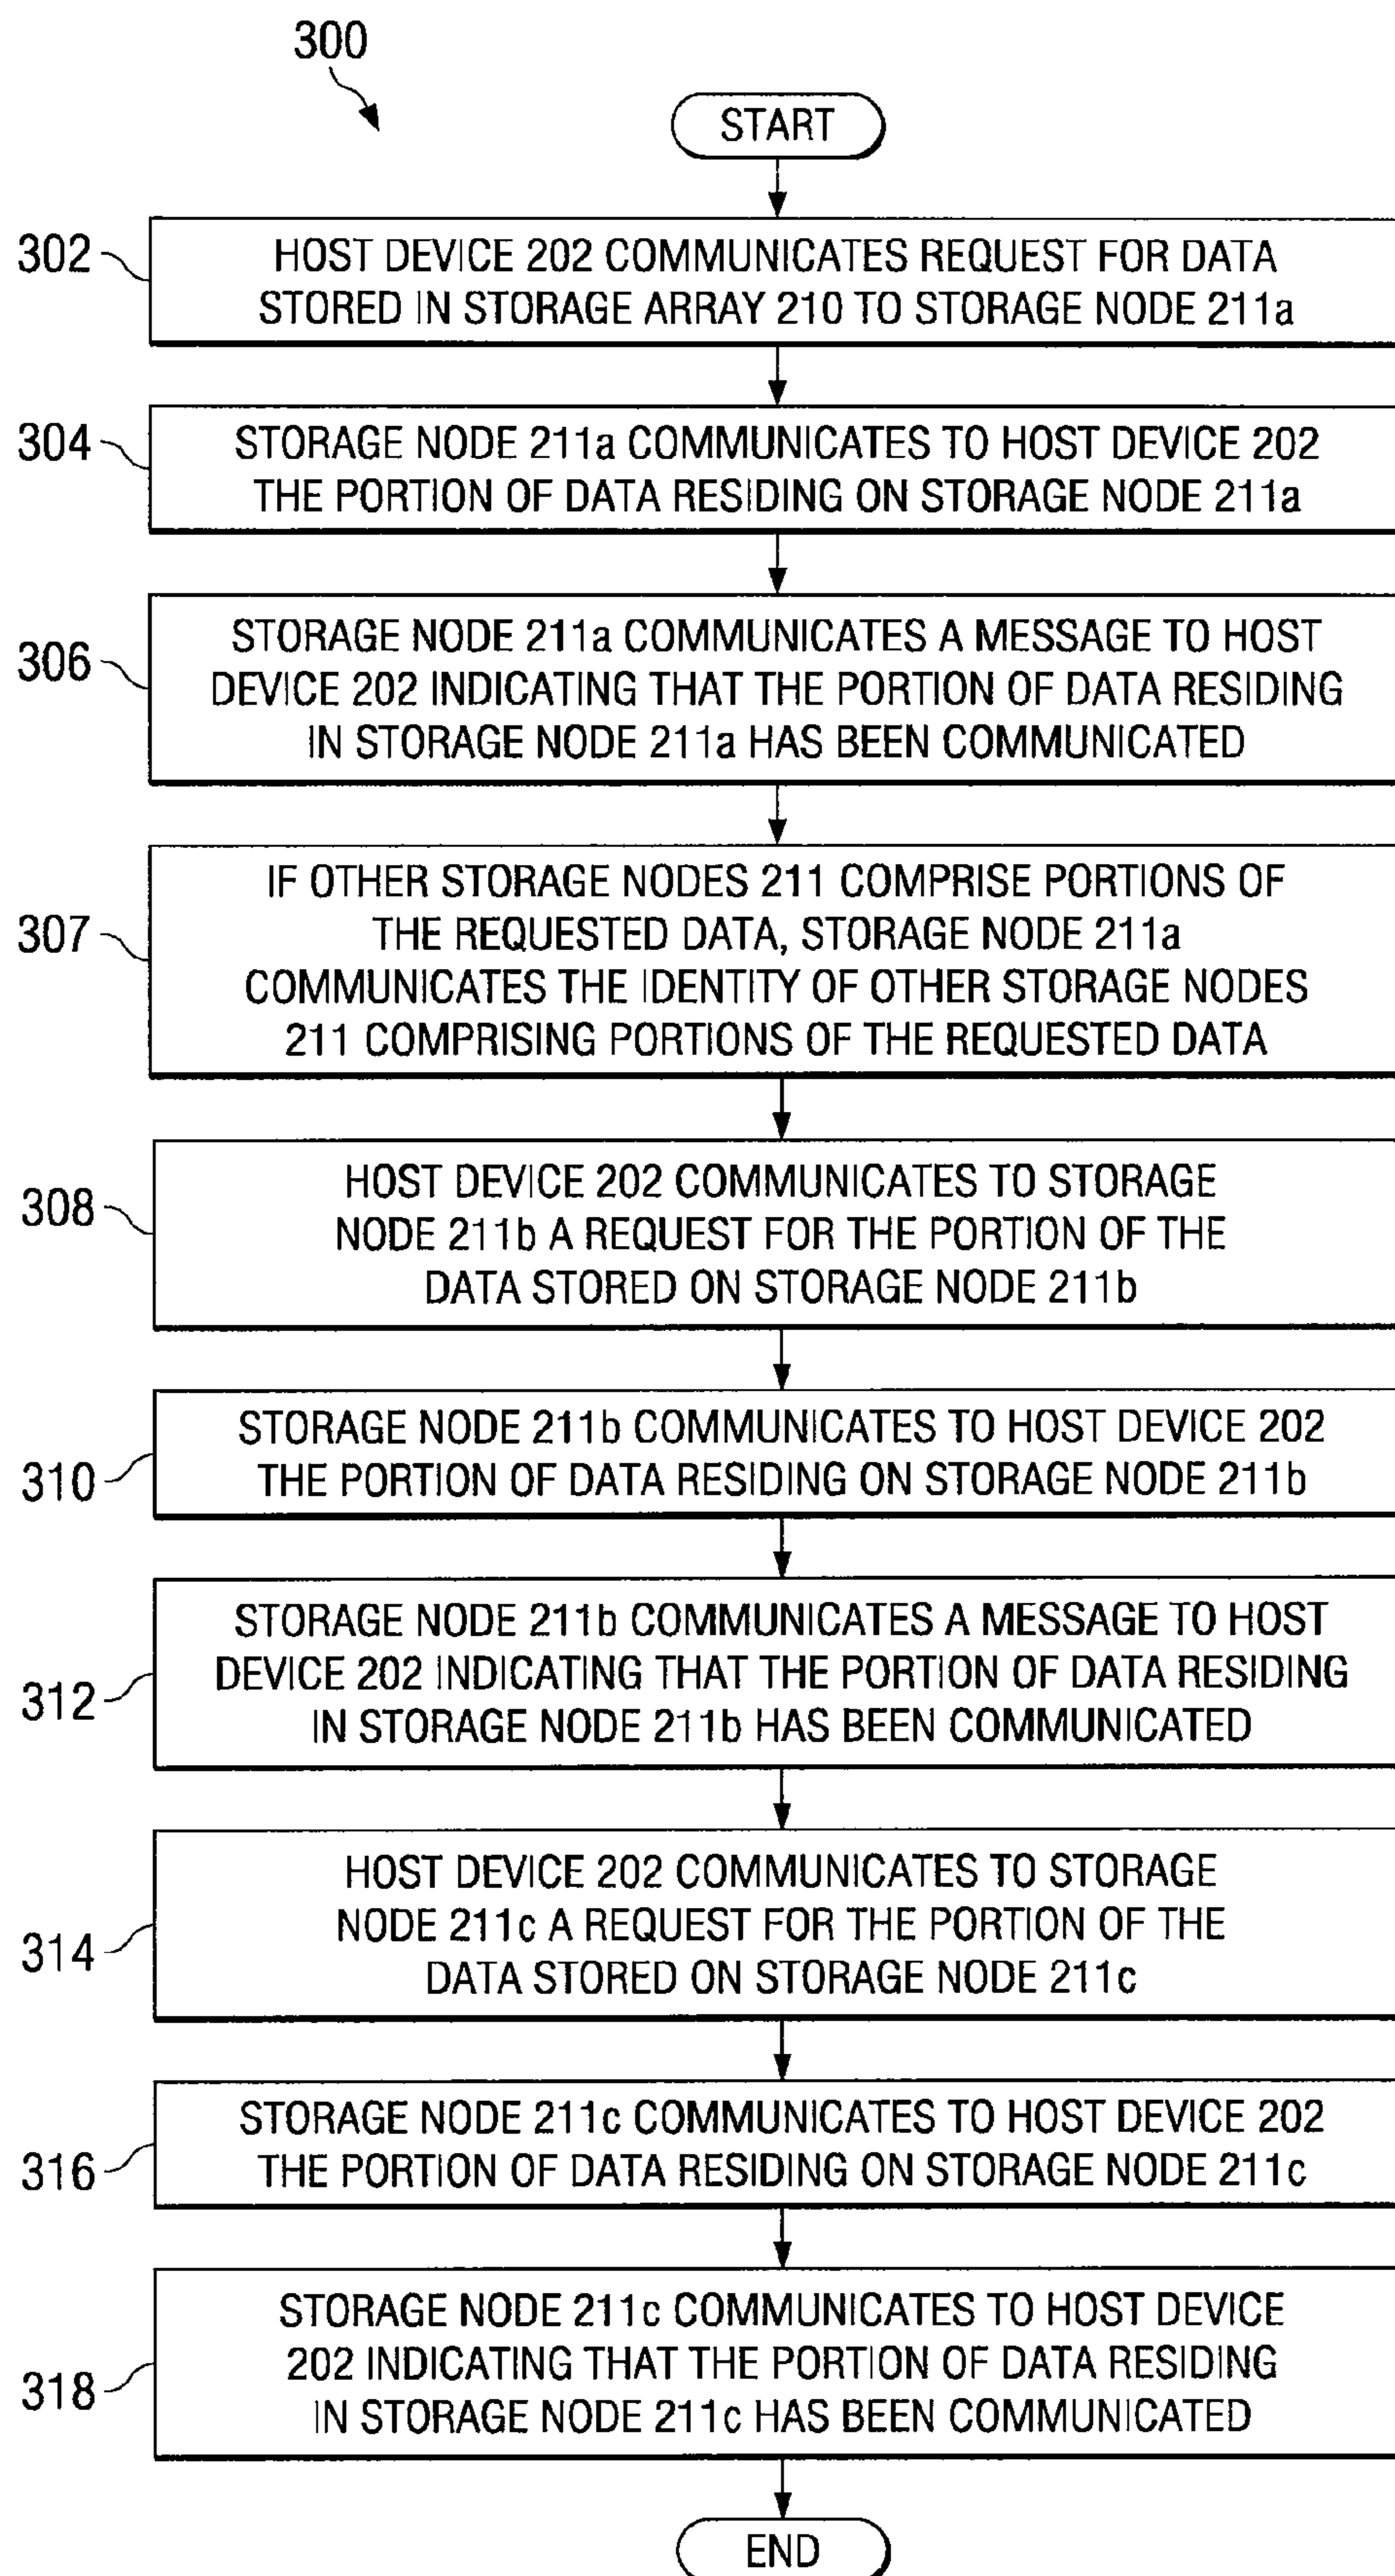 300
START
302
HOST DEVICE 202 COMMUNICATES REQUEST FOR DATA
STORED IN STORAGE ARRAY 210 TO STORAGE NODE 211a
304
STORAGE NODE 211a COMMUNICATES TO HOST DEVICE 202
THE PORTION OF DATA RESIDING ON STORAGE NODE 211a
306
STORAGE NODE 211a COMMUNICATES A MESSAGE TO HOST
DEVICE 202 INDICATING THAT THE PORTION OF DATA RESIDING
IN STORAGE NODE 211a HAS BEEN COMMUNICATED
307
IF OTHER STORAGE NODES 211 COMPRISE PORTIONS OF
THE REQUESTED DATA, STORAGE NODE 211a
COMMUNICATES THE IDENTITY OF OTHER STORAGE NODES
211 COMPRISING PORTIONS OF THE REQUESTED DATA
308
HOST DEVICE 202 COMMUNICATES TO STORAGE
NODE 211b A REQUEST FOR THE PORTION OF THE
DATA STORED ON STORAGE NODE 211b
310
STORAGE NODE 211b COMMUNICATES TO HOST DEVICE 202
THE PORTION OF DATA RESIDING ON STORAGE NODE 211b
312
STORAGE NODE 211b COMMUNICATES A MESSAGE TO HOST
DEVICE 202 INDICATING THAT THE PORTION OF DATA RESIDING
IN STORAGE NODE 211b HAS BEEN COMMUNICATED
314
HOST DEVICE 202 COMMUNICATES TO STORAGE
NODE 211c A REQUEST FOR THE PORTION OF THE
DATA STORED ON STORAGE NODE 211c
316
STORAGE NODE 211c COMMUNICATES TO HOST DEVICE 202
THE PORTION OF DATA RESIDING ON STORAGE NODE 211c
318
STORAGE NODE 211c COMMUNICATES TO HOST DEVICE
202 INDICATING THAT THE PORTION OF DATA RESIDING
IN STORAGE NODE 211c HAS BEEN COMMUNICATED
END